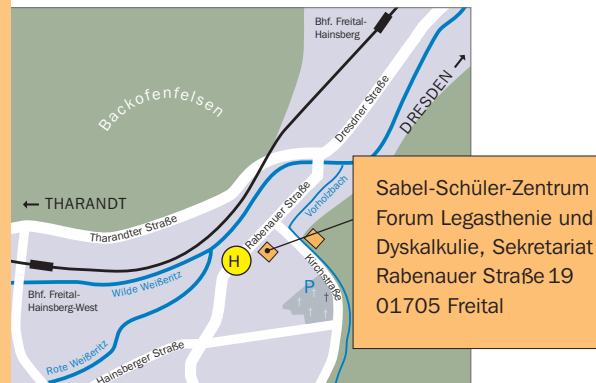 Bhf. Freital-
Hainsberg
Backofenfelsen
Dresdner Straße
DRESDEN →
← THARANDT
Tharandter Straße
Rabenauer Straße
Vorholzbach
H
Kirchstraße
P
Bhf. Freital-
Hainsberg-West
Wilde Weißeritz
Rote Weißeritz
Hainsberger Straße
Sabel-Schüler-Zentrum
Forum Legasthenie und
Dyskalkulie, Sekretariat
Rabenauer Straße 19
01705 Freital